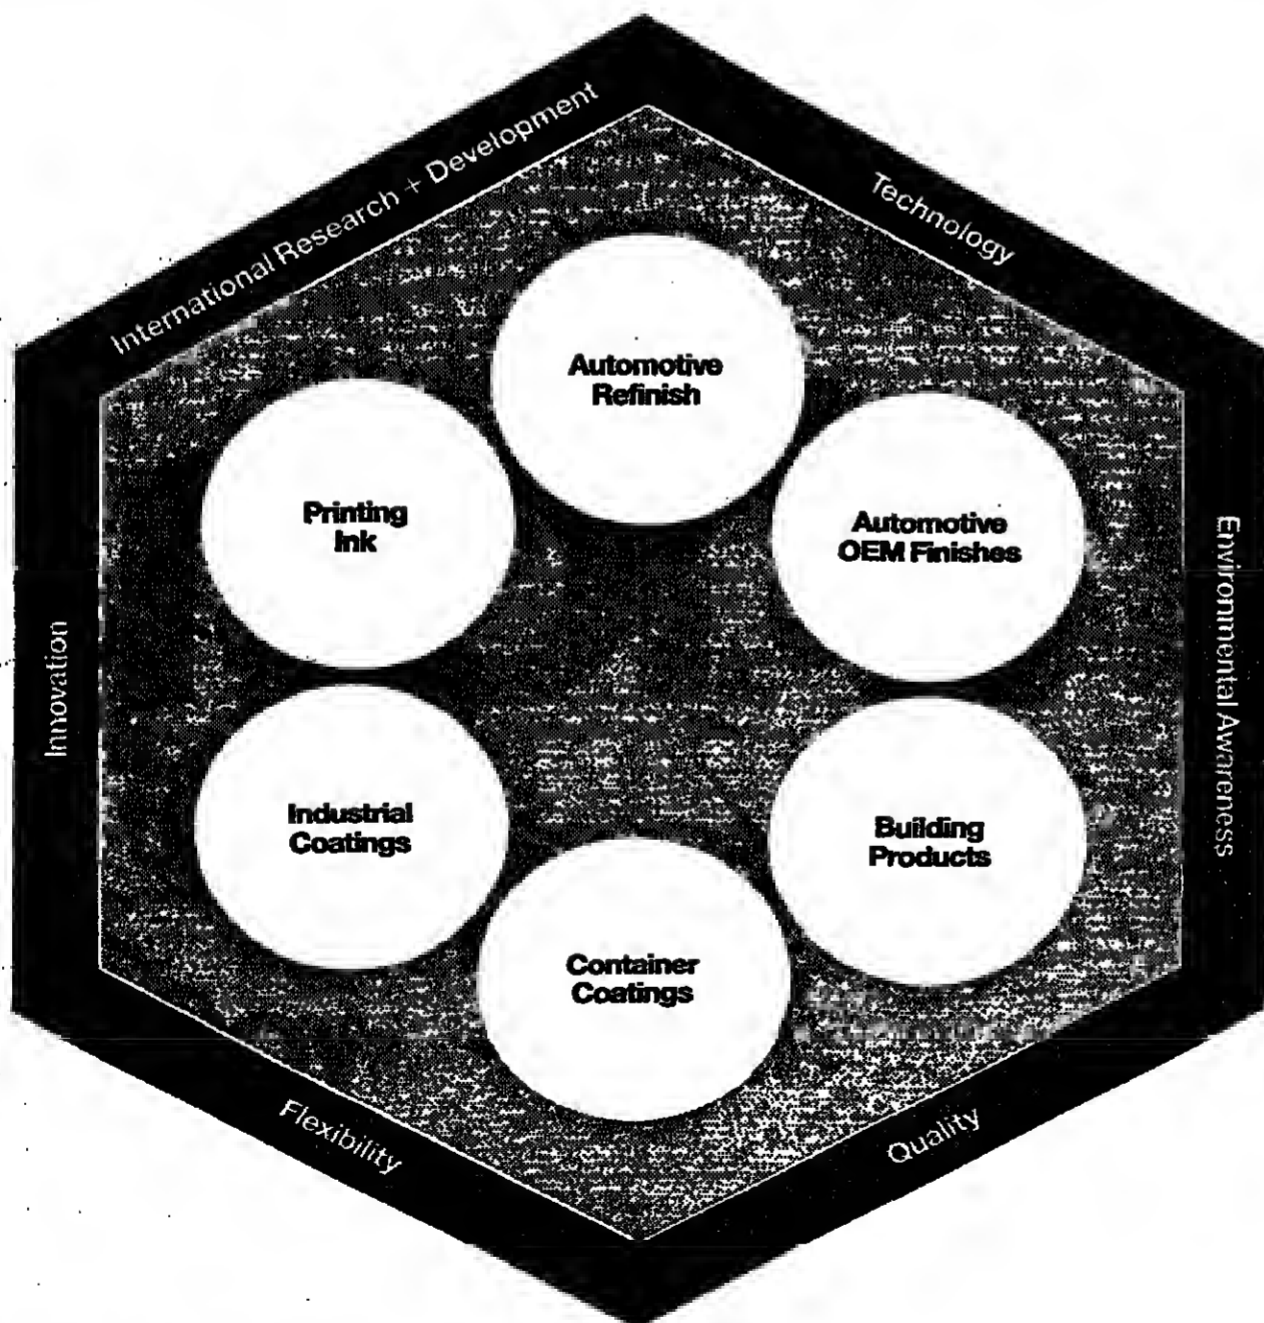 International Research + Development
Technology
Automotive
Refinish
Printing
Ink
Automotive
OEM Finishes
Innovation
Environmental Awareness
Industrial
Coatings
Building
Products
Container
Coatings
Flexibility
Quality